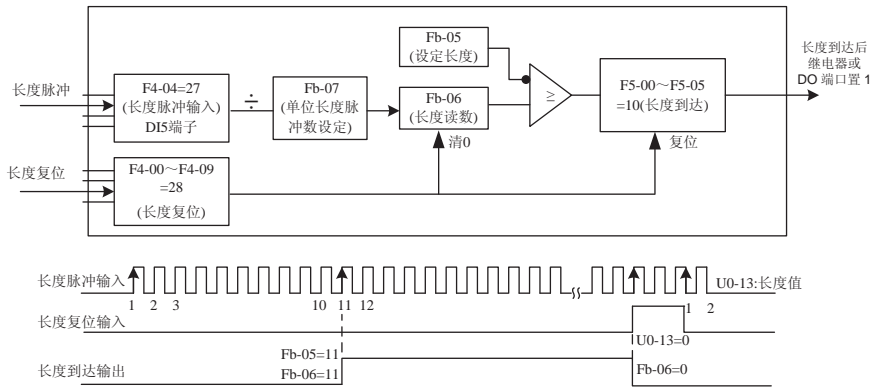 长度脉冲
F4-04=27
(长度脉冲输入)
DI5端子
÷
Fb-07
(单位长度脉
冲数设定)
Fb-05
(设定长度)
Fb-06
(长度读数)
清0
≥
F5-00～F5-05
=10(长度到达)
复位
长度到达后
继电器或
DO 端口置 1
长度复位
F4-00～F4-09
=28
(长度复位)
长度脉冲输入
1 2 3 10 11 12 1 2
U0-13:长度值
长度复位输入
U0-13=0
长度到达输出
Fb-05=11
Fb-06=11
Fb-06=0